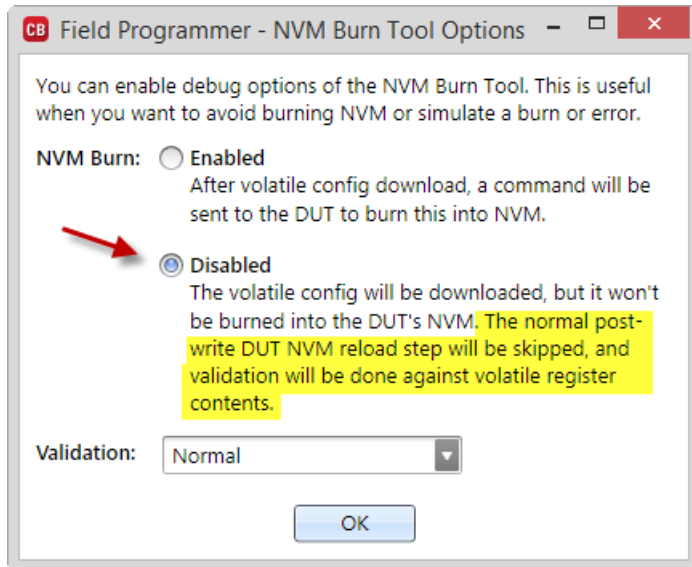 CB Field Programmer - NVM Burn Tool Options
You can enable debug options of the NVM Burn Tool. This is useful
when you want to avoid burning NVM or simulate a burn or error.
NVM Burn: Enabled
After volatile config download, a command will be
sent to the DUT to burn this into NVM.
Disabled
The volatile config will be downloaded, but it won't
be burned into the DUT's NVM. The normal post-
write DUT NVM reload step will be skipped, and
validation will be done against volatile register
contents.
Validation: Normal
OK